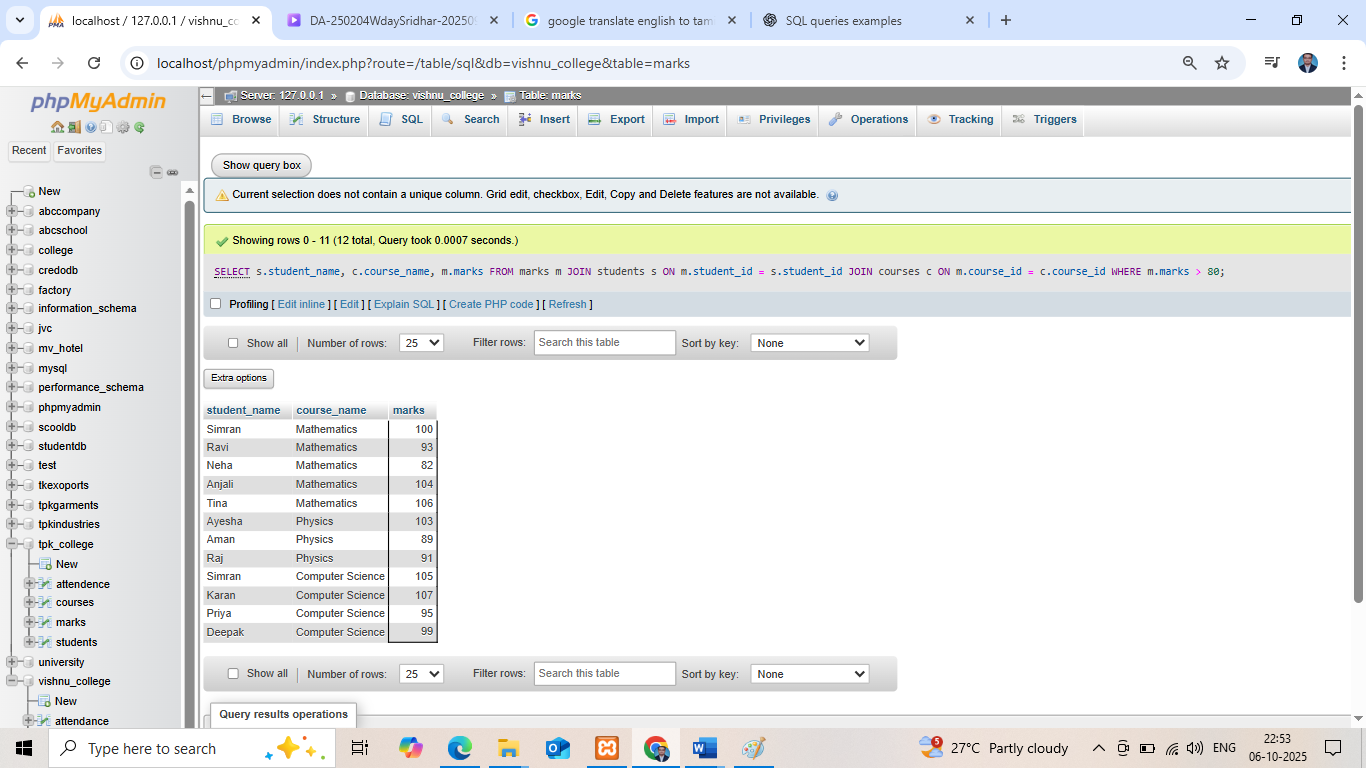 localhost / 127.0.0.1 / vishnu_co
DA-250204WdaySridhar-202509
google translate english to tami
SQL queries examples
localhost/phpmyadmin/index.php?route=/table/sql&db=vishnu_college&table=marks
phpMyAdmin
Recent
Favorites
New
abccompany
abcschool
college
credodb
factory
information_schema
jvc
mv_hotel
mysql
performance_schema
phpmyadmin
scooldb
studentdb
test
tkexoports
tpkgarments
tpkindustries
tpk_college
New
attendence
courses
marks
students
university
vishnu_college
New
attendance
Server: 127.0.0.1 » Database: vishnu_college » Table: marks
Browse Structure SQL Search Insert Export Import Privileges Operations Tracking Triggers
Show query box
Current selection does not contain a unique column. Grid edit, checkbox, Edit, Copy and Delete features are not available.
Showing rows 0 - 11 (12 total, Query took 0.0007 seconds.)
SELECT s.student_name, c.course_name, m.marks FROM marks m JOIN students s ON m.student_id = s.student_id JOIN courses c ON m.course_id = c.course_id WHERE m.marks > 80;
Profiling [ Edit inline ] [ Edit ] [ Explain SQL ] [ Create PHP code ] [ Refresh ]
Show all Number of rows: 25 Filter rows: Search this table Sort by key: None
Extra options
student_name course_name marks
Simran Mathematics 100
Ravi Mathematics 93
Neha Mathematics 82
Anjali Mathematics 104
Tina Mathematics 106
Ayesha Physics 103
Aman Physics 89
Raj Physics 91
Simran Computer Science 105
Karan Computer Science 107
Priya Computer Science 95
Deepak Computer Science 99
Show all Number of rows: 25 Filter rows: Search this table Sort by key: None
Query results operations
Type here to search
5
27°C Partly cloudy
ENG
22:53
06-10-2025